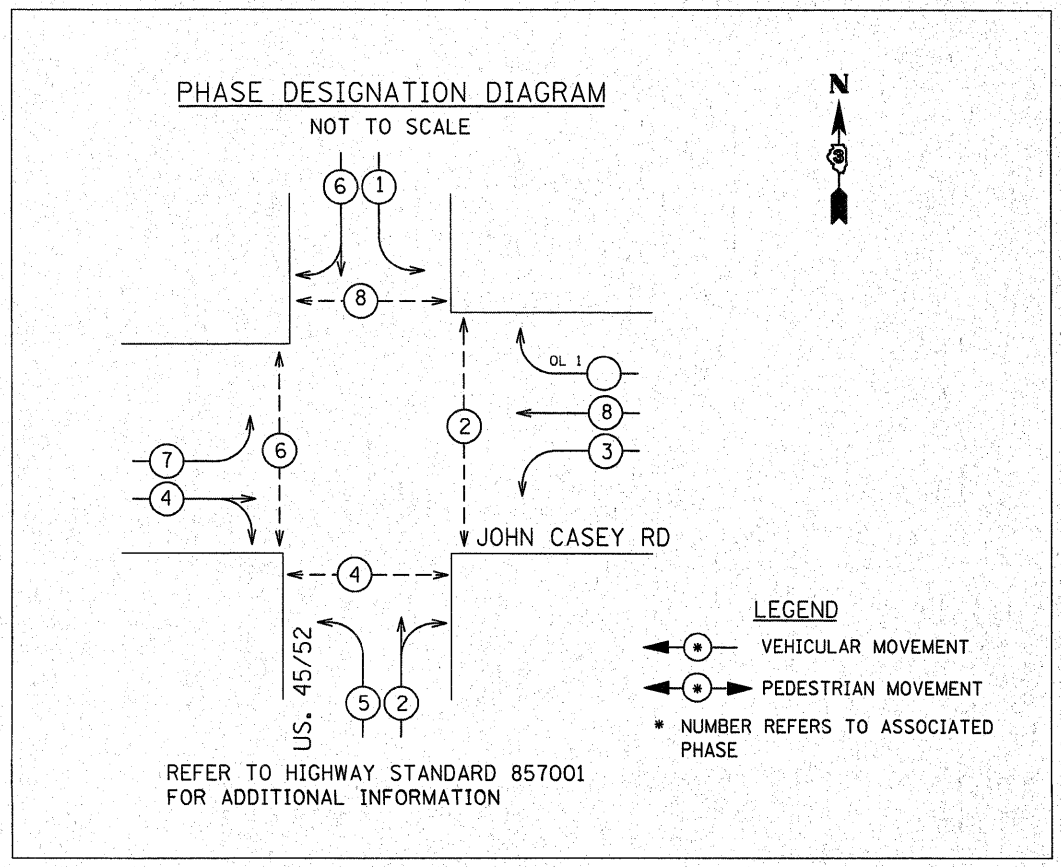 PHASE DESIGNATION DIAGRAM
NOT TO SCALE
N
3
6 1
8
OL 1
8
2
3
7
6
4
JOHN CASEY RD
4
US. 45/52
5 2
LEGEND
* VEHICULAR MOVEMENT
* PEDESTRIAN MOVEMENT
* NUMBER REFERS TO ASSOCIATED
PHASE
REFER TO HIGHWAY STANDARD 857001
FOR ADDITIONAL INFORMATION